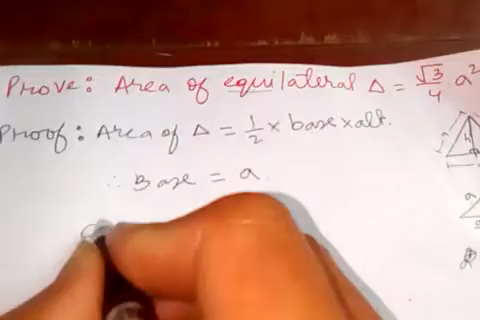 Prove: Area of equilateral △ = √3/4 a²
Proof: Area of △ = 1/2 × base × alt.
∴ Base = a
h
a